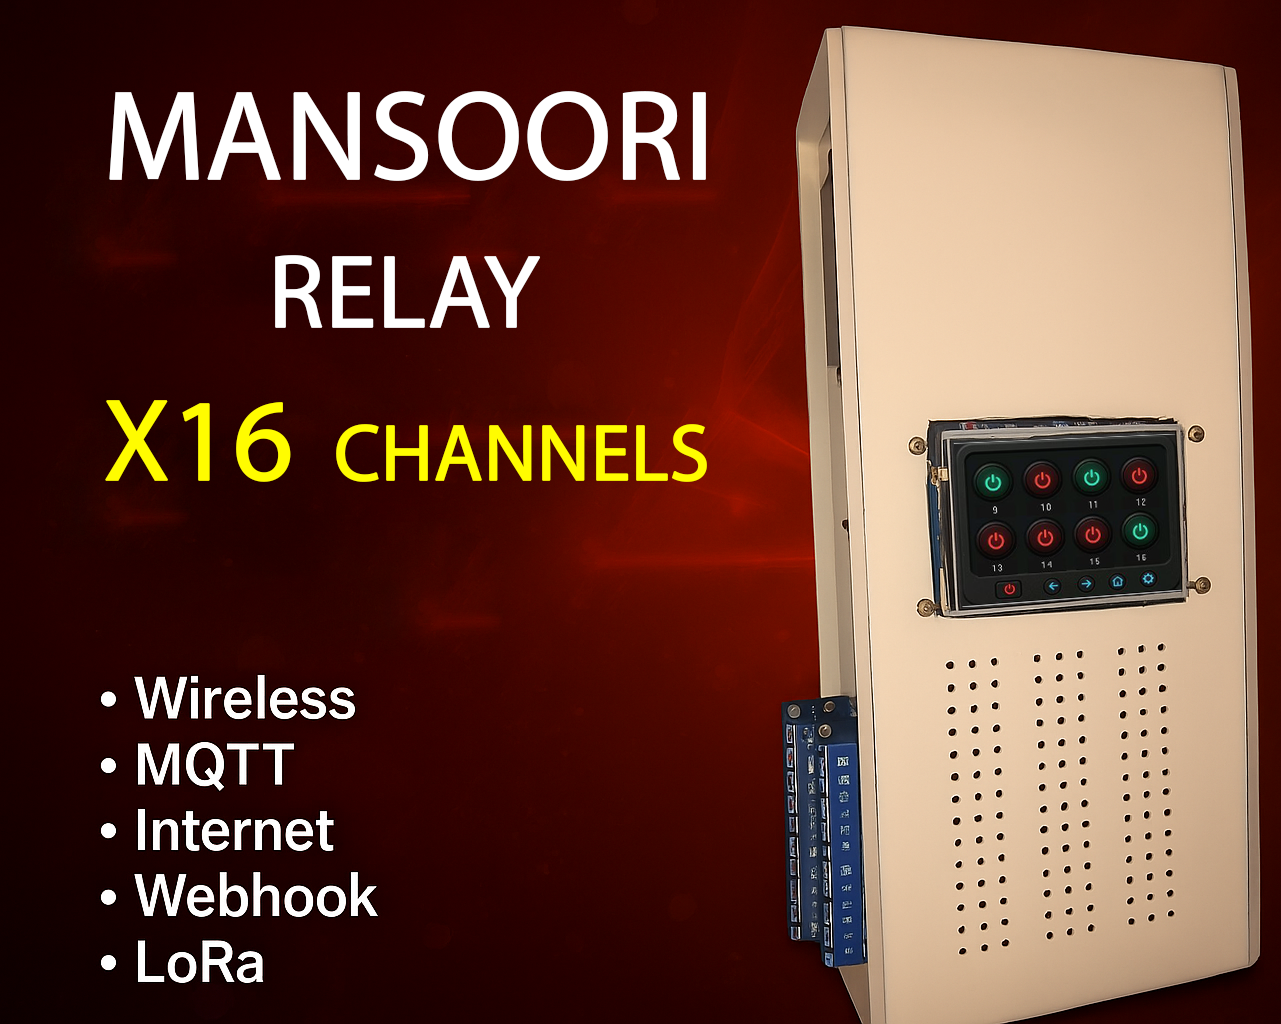 MANSOORI
RELAY
X16 CHANNELS
• Wireless
• MQTT
• Internet
• Webhook
• LoRa
9 10 11 12
13 14 15 16